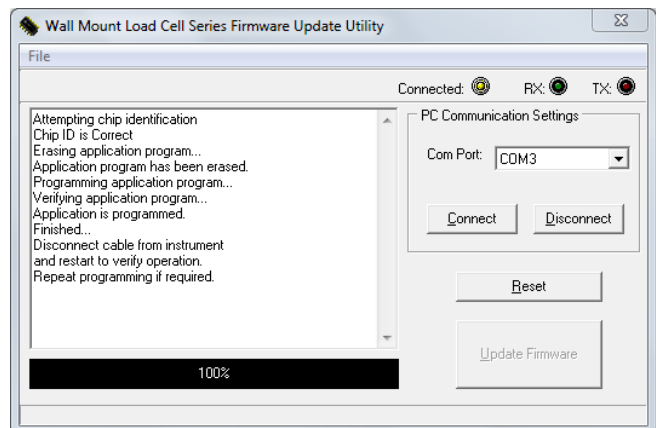 Wall Mount Load Cell Series Firmware Update Utility
File
Connected: RX: TX:
Attempting chip identification
Chip ID is Correct
Erasing application program...
Application program has been erased.
Programming application program...
Verifying application program...
Application is programmed.
Finished...
Disconnect cable from instrument
and restart to verify operation.
Repeat programming if required.
100%
PC Communication Settings
Com Port: COM3
Connect Disconnect
Reset
Update Firmware